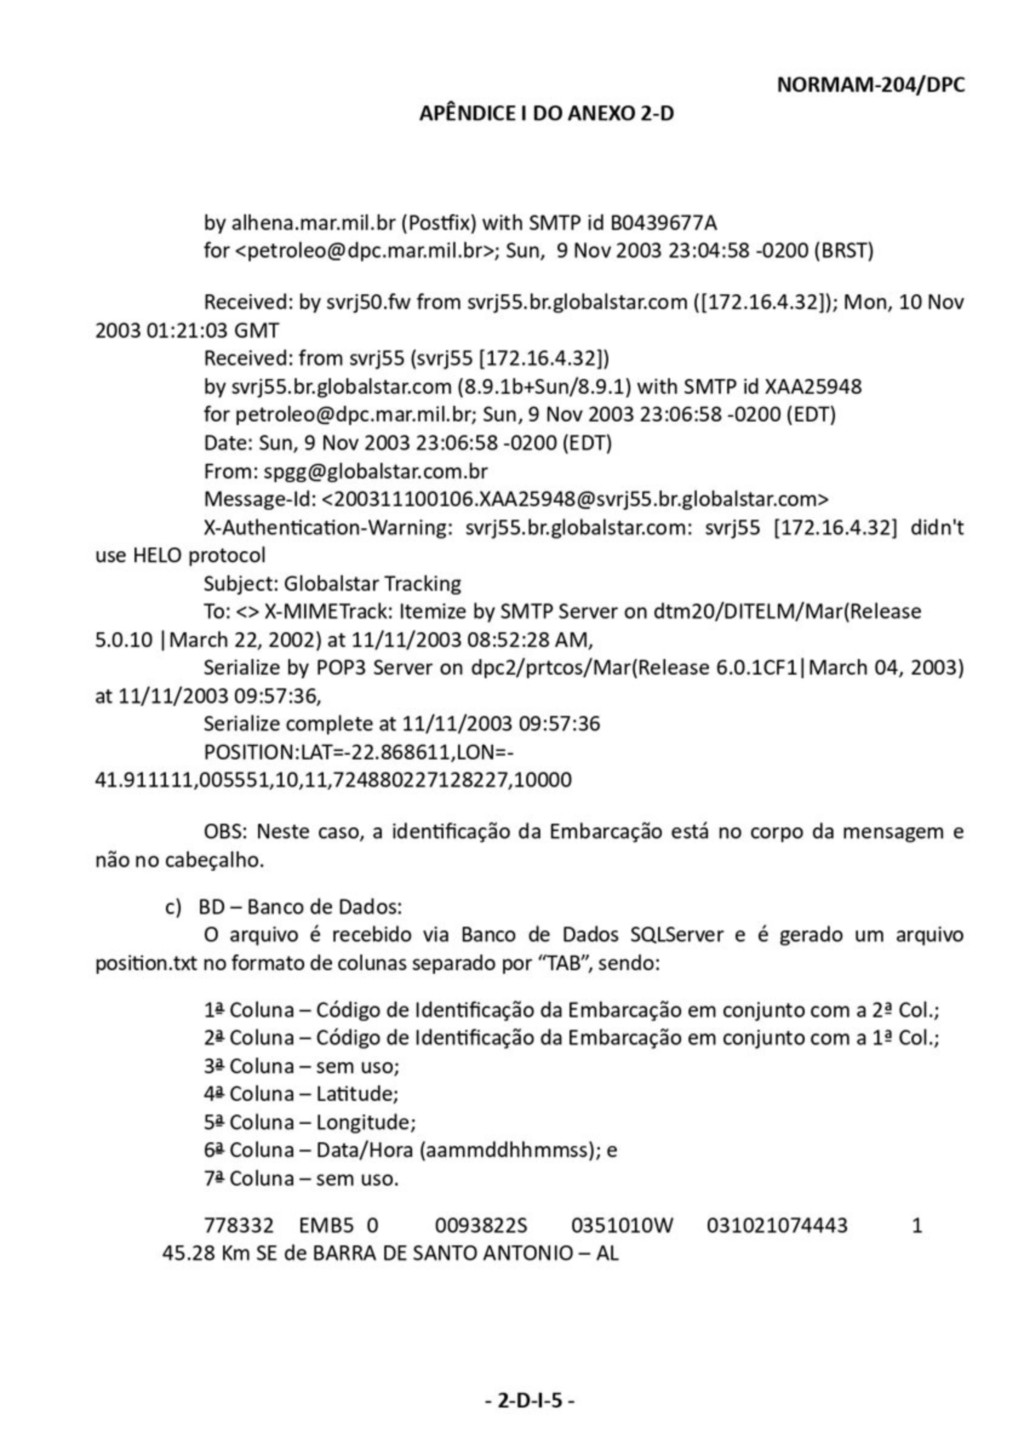 NORMAM-204/DPC
APÊNDICE I DO ANEXO 2-D
by alhena.mar.mil.br (Postfix) with SMTP id B0439677A
for <petroleo@dpc.mar.mil.br>; Sun,  9 Nov 2003 23:04:58 -0200 (BRST)
Received: by svrj50.fw from svrj55.br.globalstar.com ([172.16.4.32]); Mon, 10 Nov
2003 01:21:03 GMT
Received: from svrj55 (svrj55 [172.16.4.32])
by svrj55.br.globalstar.com (8.9.1b+Sun/8.9.1) with SMTP id XAA25948
for petroleo@dpc.mar.mil.br; Sun, 9 Nov 2003 23:06:58 -0200 (EDT)
Date: Sun, 9 Nov 2003 23:06:58 -0200 (EDT)
From: spgg@globalstar.com.br
Message-Id: <200311100106.XAA25948@svrj55.br.globalstar.com>
X-Authentication-Warning: svrj55.br.globalstar.com: svrj55 [172.16.4.32] didn't
use HELO protocol
Subject: Globalstar Tracking
To: <> X-MIMETrack: Itemize by SMTP Server on dtm20/DITELM/Mar(Release
5.0.10 |March 22, 2002) at 11/11/2003 08:52:28 AM,
Serialize by POP3 Server on dpc2/prtcos/Mar(Release 6.0.1CF1|March 04, 2003)
at 11/11/2003 09:57:36,
Serialize complete at 11/11/2003 09:57:36
POSITION:LAT=-22.868611,LON=-
41.911111,005551,10,11,724880227128227,10000
OBS: Neste caso, a identificação da Embarcação está no corpo da mensagem e
não no cabeçalho.
c) BD – Banco de Dados:
O arquivo é recebido via Banco de Dados SQLServer e é gerado um arquivo
position.txt no formato de colunas separado por “TAB”, sendo:
1ª Coluna – Código de Identificação da Embarcação em conjunto com a 2ª Col.;
2ª Coluna – Código de Identificação da Embarcação em conjunto com a 1ª Col.;
3ª Coluna – sem uso;
4ª Coluna – Latitude;
5ª Coluna – Longitude;
6ª Coluna – Data/Hora (aammddhhmmss); e
7ª Coluna – sem uso.
778332 EMB5 0 0093822S 0351010W 031021074443 1
45.28 Km SE de BARRA DE SANTO ANTONIO – AL
- 2-D-I-5 -